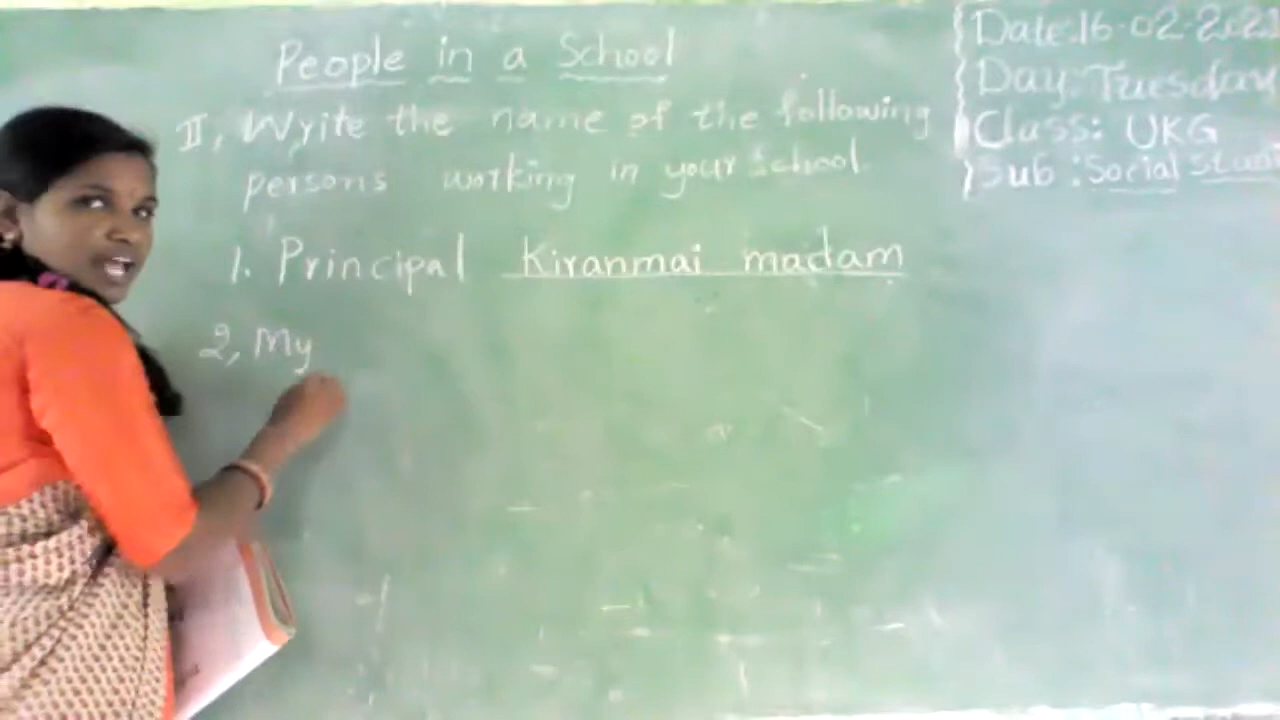 People in a School
II, Write the name of the following
persons working in your school.
1. Principal Kiranmai madam
2, My
Date: 16-02-2021
Day: Tuesday
Class: UKG
Sub : Social